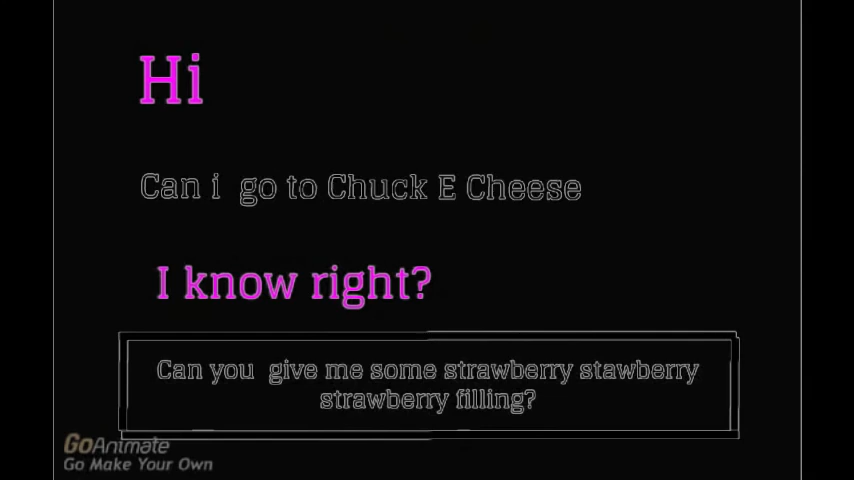 Hi
Can i go to Chuck E Cheese
I know right?
Can you give me some strawberry stawberry
strawberry filling?
GoAnimate
Go Make Your Own